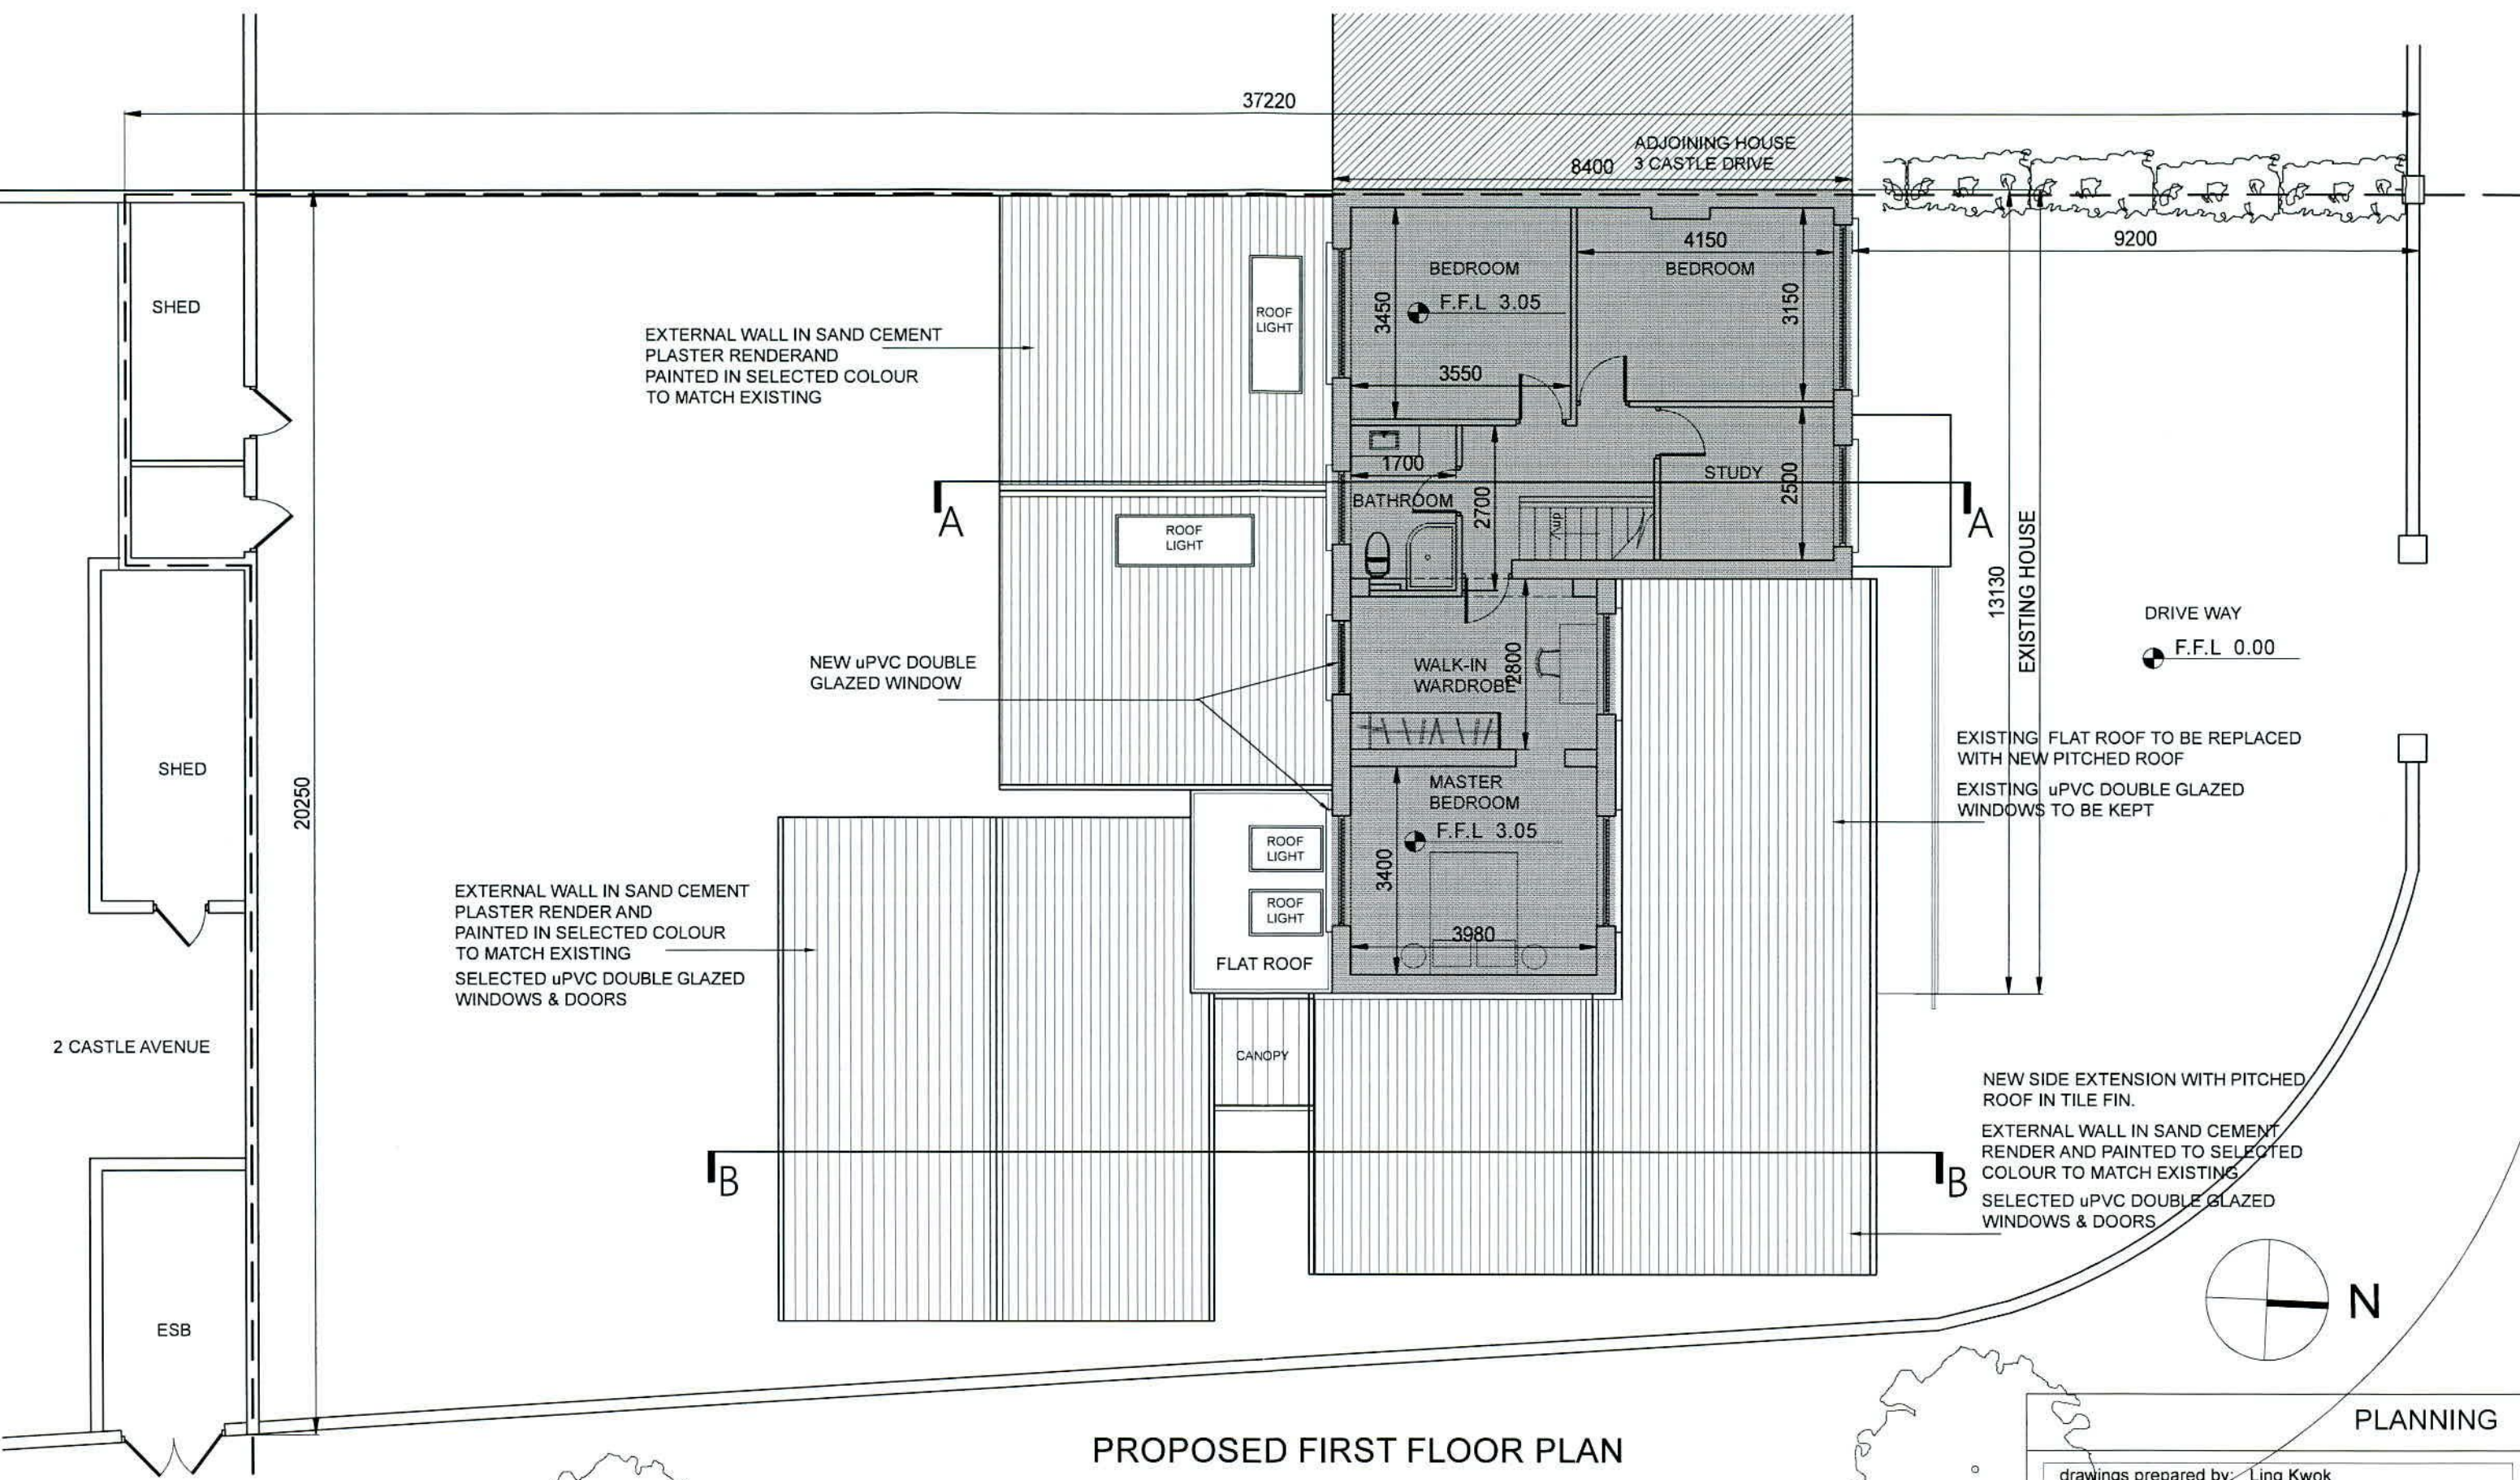 37220
ADJOINING HOUSE
3 CASTLE DRIVE
8400
9200
4150
BEDROOM
BEDROOM
F.F.L 3.05
3450
3150
3550
SHED
ROOF
LIGHT
EXTERNAL WALL IN SAND CEMENT
PLASTER RENDERAND
PAINTED IN SELECTED COLOUR
TO MATCH EXISTING
1700
BATHROOM
2700
STUDY
2500
up
A
A
ROOF
LIGHT
13130
EXISTING HOUSE
DRIVE WAY
F.F.L 0.00
NEW uPVC DOUBLE
GLAZED WINDOW
WALK-IN
WARDROBE
2800
SHED
20250
EXISTING FLAT ROOF TO BE REPLACED
WITH NEW PITCHED ROOF
EXISTING uPVC DOUBLE GLAZED
WINDOWS TO BE KEPT
MASTER
BEDROOM
F.F.L 3.05
3400
3980
ROOF
LIGHT
ROOF
LIGHT
FLAT ROOF
EXTERNAL WALL IN SAND CEMENT
PLASTER RENDER AND
PAINTED IN SELECTED COLOUR
TO MATCH EXISTING
SELECTED uPVC DOUBLE GLAZED
WINDOWS & DOORS
2 CASTLE AVENUE
CANOPY
NEW SIDE EXTENSION WITH PITCHED
ROOF IN TILE FIN.
EXTERNAL WALL IN SAND CEMENT
RENDER AND PAINTED TO SELECTED
COLOUR TO MATCH EXISTING
SELECTED uPVC DOUBLE GLAZED
WINDOWS & DOORS
B
B
ESB
N
PROPOSED FIRST FLOOR PLAN
PLANNING
drawings prepared by: Ling Kwok